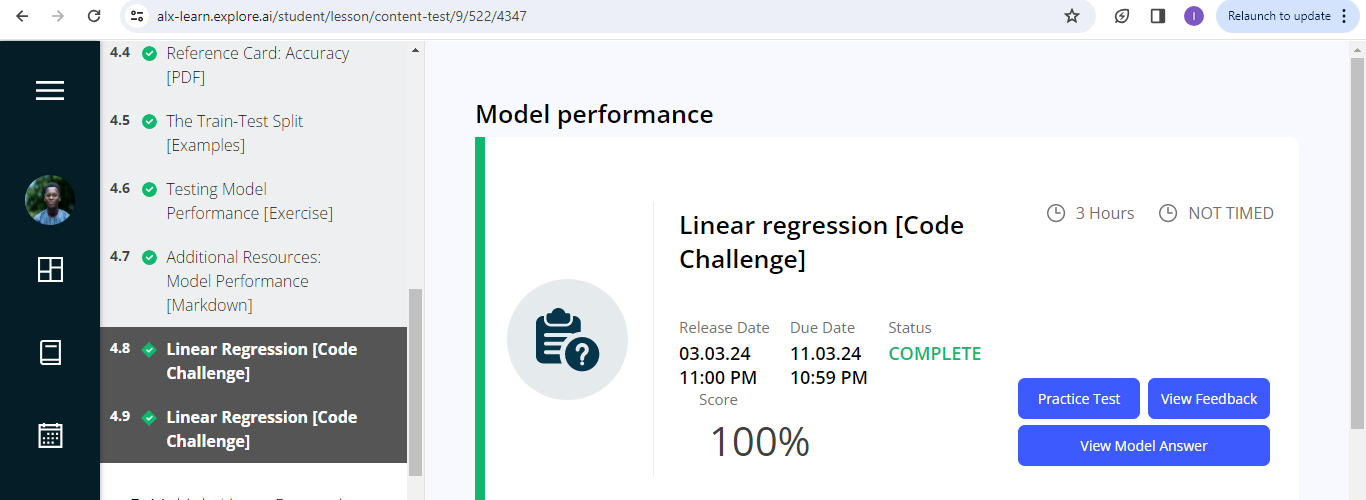 alx-learn.explore.ai/student/lesson/content-test/9/522/4347
I
Relaunch to update
4.4
Reference Card: Accuracy
[PDF]
4.5
The Train-Test Split
[Examples]
4.6
Testing Model
Performance [Exercise]
4.7
Additional Resources:
Model Performance
[Markdown]
4.8
Linear Regression [Code
Challenge]
4.9
Linear Regression [Code
Challenge]
Model performance
Linear regression [Code
Challenge]
3 Hours
NOT TIMED
Release Date
Due Date
Status
03.03.24
11.03.24
COMPLETE
11:00 PM
10:59 PM
Score
100%
Practice Test
View Feedback
View Model Answer